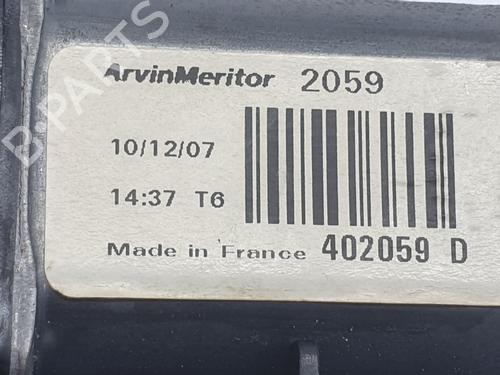 ArvinMeritor 2059
10/12/07
14:37 T6
Made in France 402059 D
B-PARTS